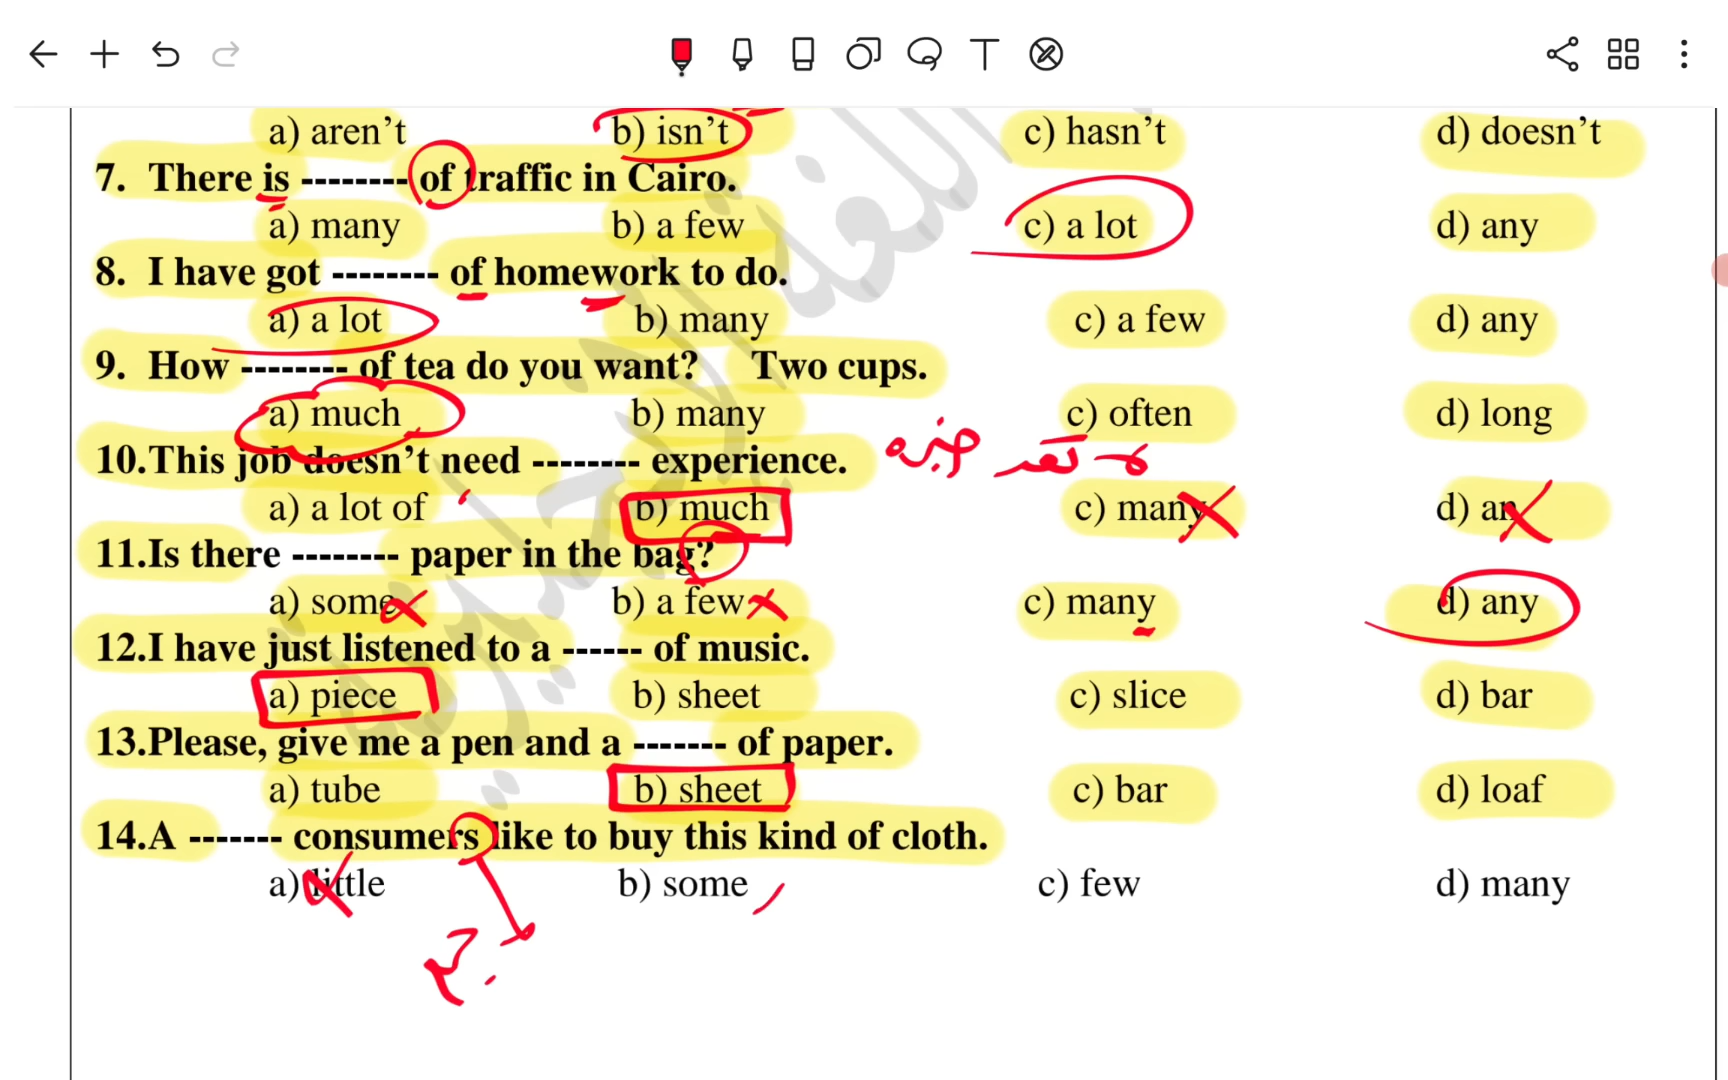 a) aren't b) isn't c) hasn't d) doesn't
7. There is -------- of traffic in Cairo.
a) many b) a few c) a lot d) any
8. I have got -------- of homework to do.
a) a lot b) many c) a few d) any
9. How -------- of tea do you want? Two cups.
a) much b) many c) often d) long
10.This job doesn't need -------- experience.
a) a lot of b) much c) many d) an
11.Is there -------- paper in the bag?
a) some b) a few c) many d) any
12.I have just listened to a ------ of music.
a) piece b) sheet c) slice d) bar
13.Please, give me a pen and a ------- of paper.
a) tube b) sheet c) bar d) loaf
14.A ------- consumers like to buy this kind of cloth.
a) little b) some c) few d) many